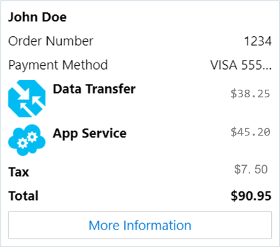 John Doe
Order Number 1234
Payment Method VISA 555...
Data Transfer $38.25
App Service $45.20
Tax $7.50
Total $90.95
More Information